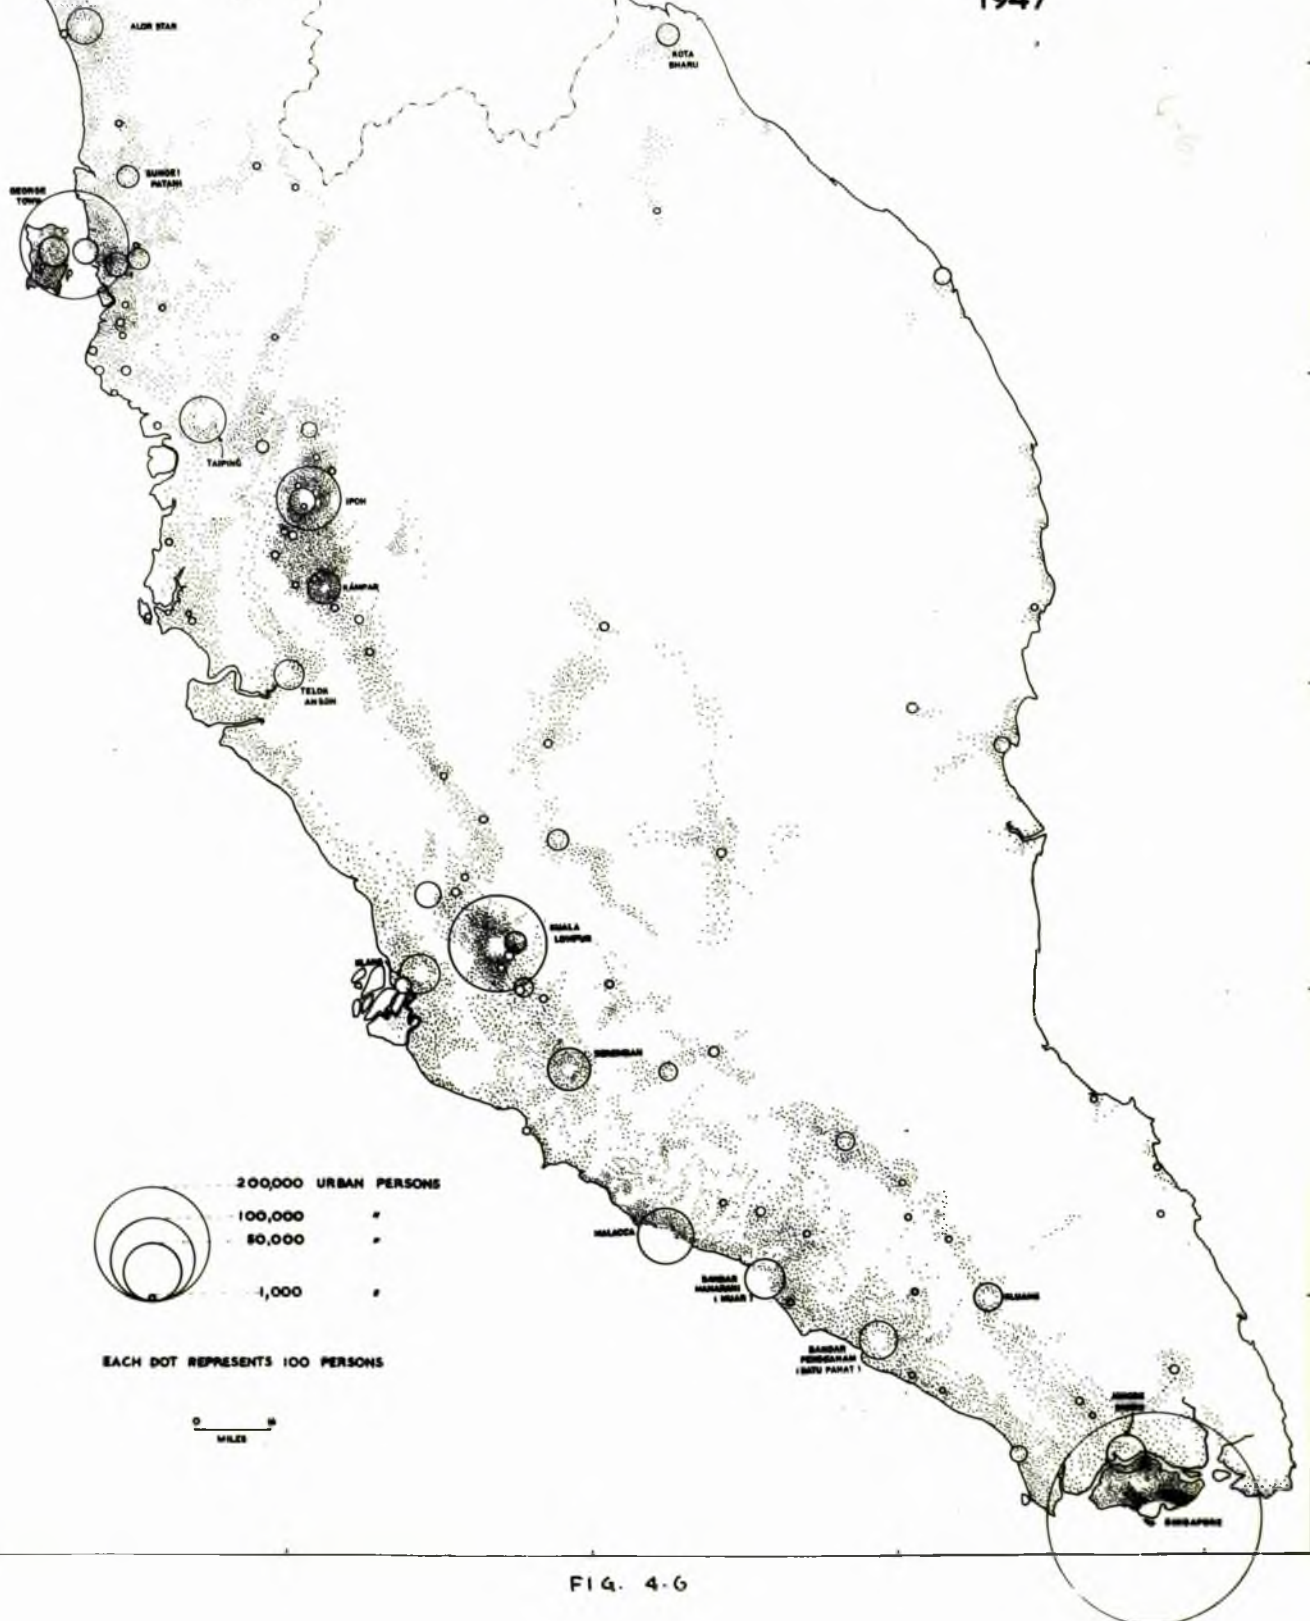 1947
ALOR STAR
KOTA
BHARU
SUNGEI
PATANI
GEORGE
TOWN
TAIPING
IPOH
KAMPAR
TELOK
ANSON
KUALA
LUMPUR
KLANG
SEREMBAN
200,000 URBAN PERSONS
100,000 "
50,000 "
1,000 "
MALACCA
BANDAR
MAHARANI
(MUAR)
KLUANG
BANDAR
PENGGARAM
(BATU PAHAT)
EACH DOT REPRESENTS 100 PERSONS
0
MILES
SINGAPORE
FIG. 4·6